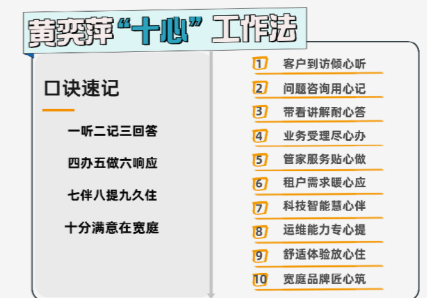 黄奕萍“十心”工作法
口诀速记
一听二记三回答
四办五做六响应
七伴八提九久住
十分满意在宽庭
1 客户到访倾心听
2 问题咨询用心记
3 带看讲解耐心答
4 业务受理尽心办
5 管家服务贴心做
6 租户需求暖心应
7 科技智能慧心伴
8 运维能力专心提
9 舒适体验放心住
10 宽庭品牌匠心筑